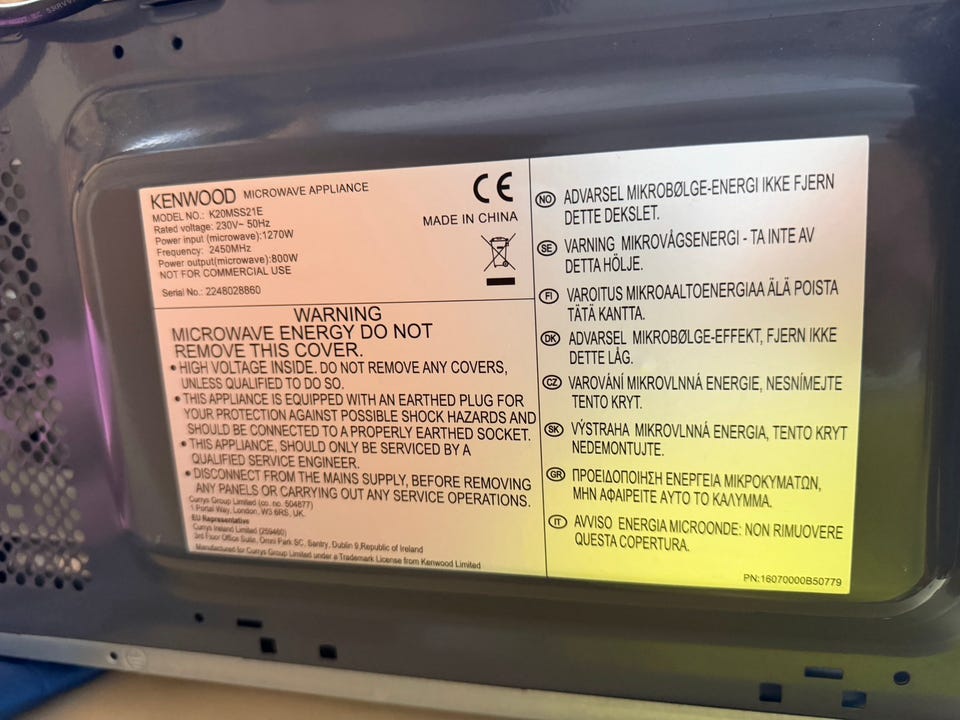 KENWOOD MICROWAVE APPLIANCE
MODEL NO.: K20MSS21E
Rated voltage: 230V~ 50Hz
Power input (microwave):1270W
Frequency: 2450MHz
Power output(microwave):800W
NOT FOR COMMERCIAL USE
Serial No.: 2248028860
CE
MADE IN CHINA
WARNING
MICROWAVE ENERGY DO NOT
REMOVE THIS COVER.
• HIGH VOLTAGE INSIDE. DO NOT REMOVE ANY COVERS,
UNLESS QUALIFIED TO DO SO.
• THIS APPLIANCE IS EQUIPPED WITH AN EARTHED PLUG FOR
YOUR PROTECTION AGAINST POSSIBLE SHOCK HAZARDS AND
SHOULD BE CONNECTED TO A PROPERLY EARTHED SOCKET.
• THIS APPLIANCE, SHOULD ONLY BE SERVICED BY A
QUALIFIED SERVICE ENGINEER.
• DISCONNECT FROM THE MAINS SUPPLY, BEFORE REMOVING
ANY PANELS OR CARRYING OUT ANY SERVICE OPERATIONS.
Currys Group Limited (co. no. 504877)
1 Portal Way, London, W3 6RS, UK.
EU Representative
Currys Ireland Limited (259460)
3rd Floor Office Suite, Omni Park SC, Santry, Dublin 9,Republic of Ireland
Manufactured for Currys Group Limited under a Trademark License from Kenwood Limited
NO ADVARSEL MIKROBØLGE-ENERGI IKKE FJERN
DETTE DEKSLET.
SE VARNING MIKROVÅGSENERGI - TA INTE AV
DETTA HÖLJE.
FI VAROITUS MIKROAALTOENERGIAA ÄLÄ POISTA
TÄTÄ KANTTA.
DK ADVARSEL MIKROBØLGE-EFFEKT, FJERN IKKE
DETTE LÅG.
CZ VAROVÁNÍ MIKROVLNNÁ ENERGIE, NESNÍMEJTE
TENTO KRYT.
SK VÝSTRAHA MIKROVLNNÁ ENERGIA, TENTO KRYT
NEDEMONTUJTE.
GR ΠΡΟΕΙΔΟΠΟΙΗΣΗ ΕΝΕΡΓΕΙΑ ΜΙΚΡΟΚΥΜΑΤΩΝ,
ΜΗΝ ΑΦΑΙΡΕΙΤΕ ΑΥΤΟ ΤΟ ΚΑΛΥΜΜΑ.
IT AVVISO ENERGIA MICROONDE: NON RIMUOVERE
QUESTA COPERTURA.
PN:16070000B50779